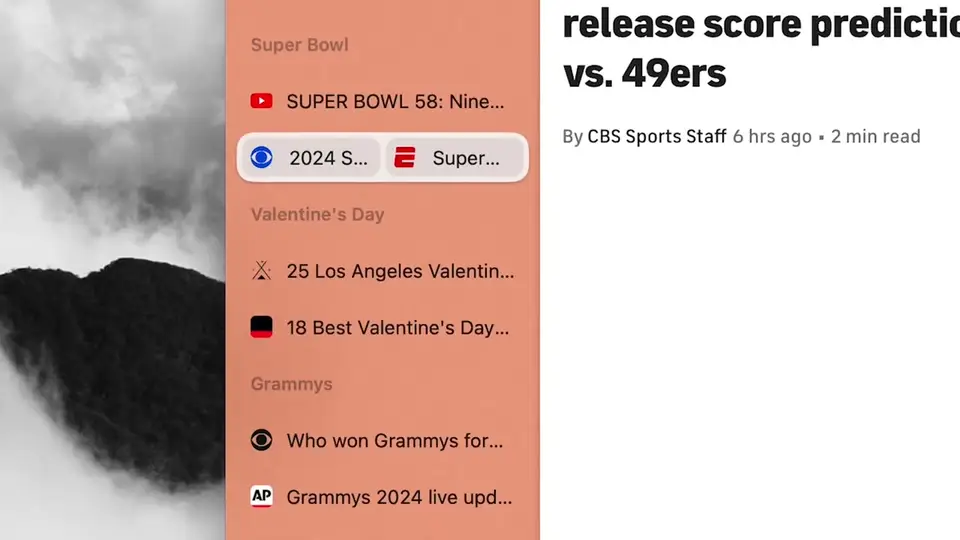 Super Bowl
SUPER BOWL 58: Nine...
2024 S...
Super...
Valentine's Day
25 Los Angeles Valentin...
18 Best Valentine's Day...
Grammys
Who won Grammys for...
AP
Grammys 2024 live upd...
release score predictio
vs. 49ers
By CBS Sports Staff 6 hrs ago • 2 min read